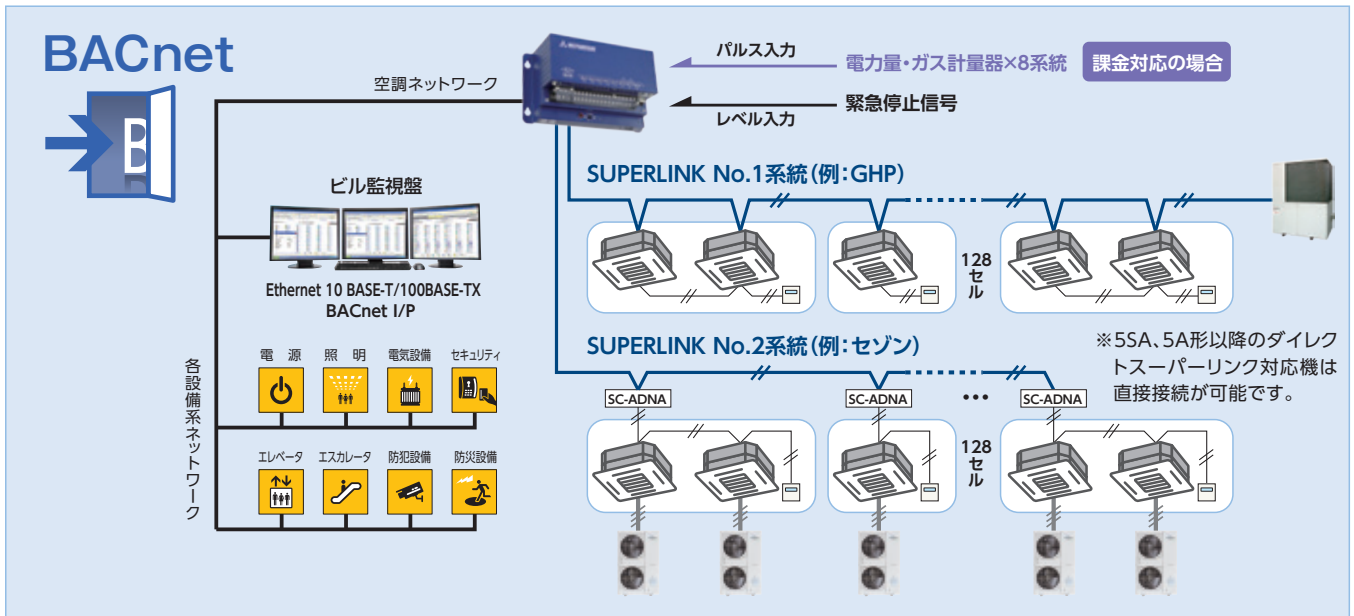 BACnet
パルス入力
電力量・ガス計量器×8系統
課金対応の場合
空調ネットワーク
緊急停止信号
レベル入力
SUPERLINK No.1系統(例:GHP)
ビル監視盤
128セル
Ethernet 10 BASE-T/100BASE-TX
BACnet I/P
SUPERLINK No.2系統(例:セゾン)
※5SA、5A形以降のダイレク
トスーパーリンク対応機は
直接接続が可能です。
各設備系ネットワーク
電 源
照 明
電気設備
セキュリティ
SC-ADNA
SC-ADNA
•••
SC-ADNA
エレベータ
エスカレータ
防犯設備
防災設備
128セル